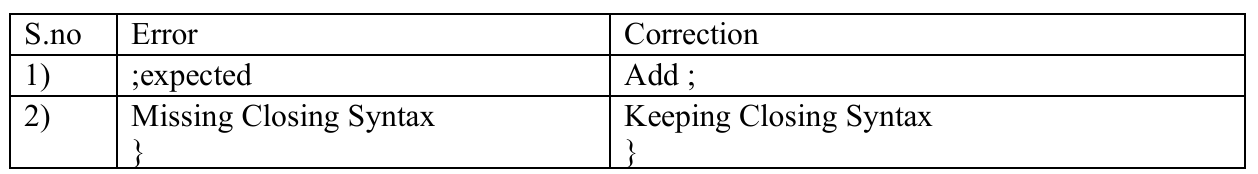 S.no Error Correction
1) ;expected Add ;
2) Missing Closing Syntax Keeping Closing Syntax
} }